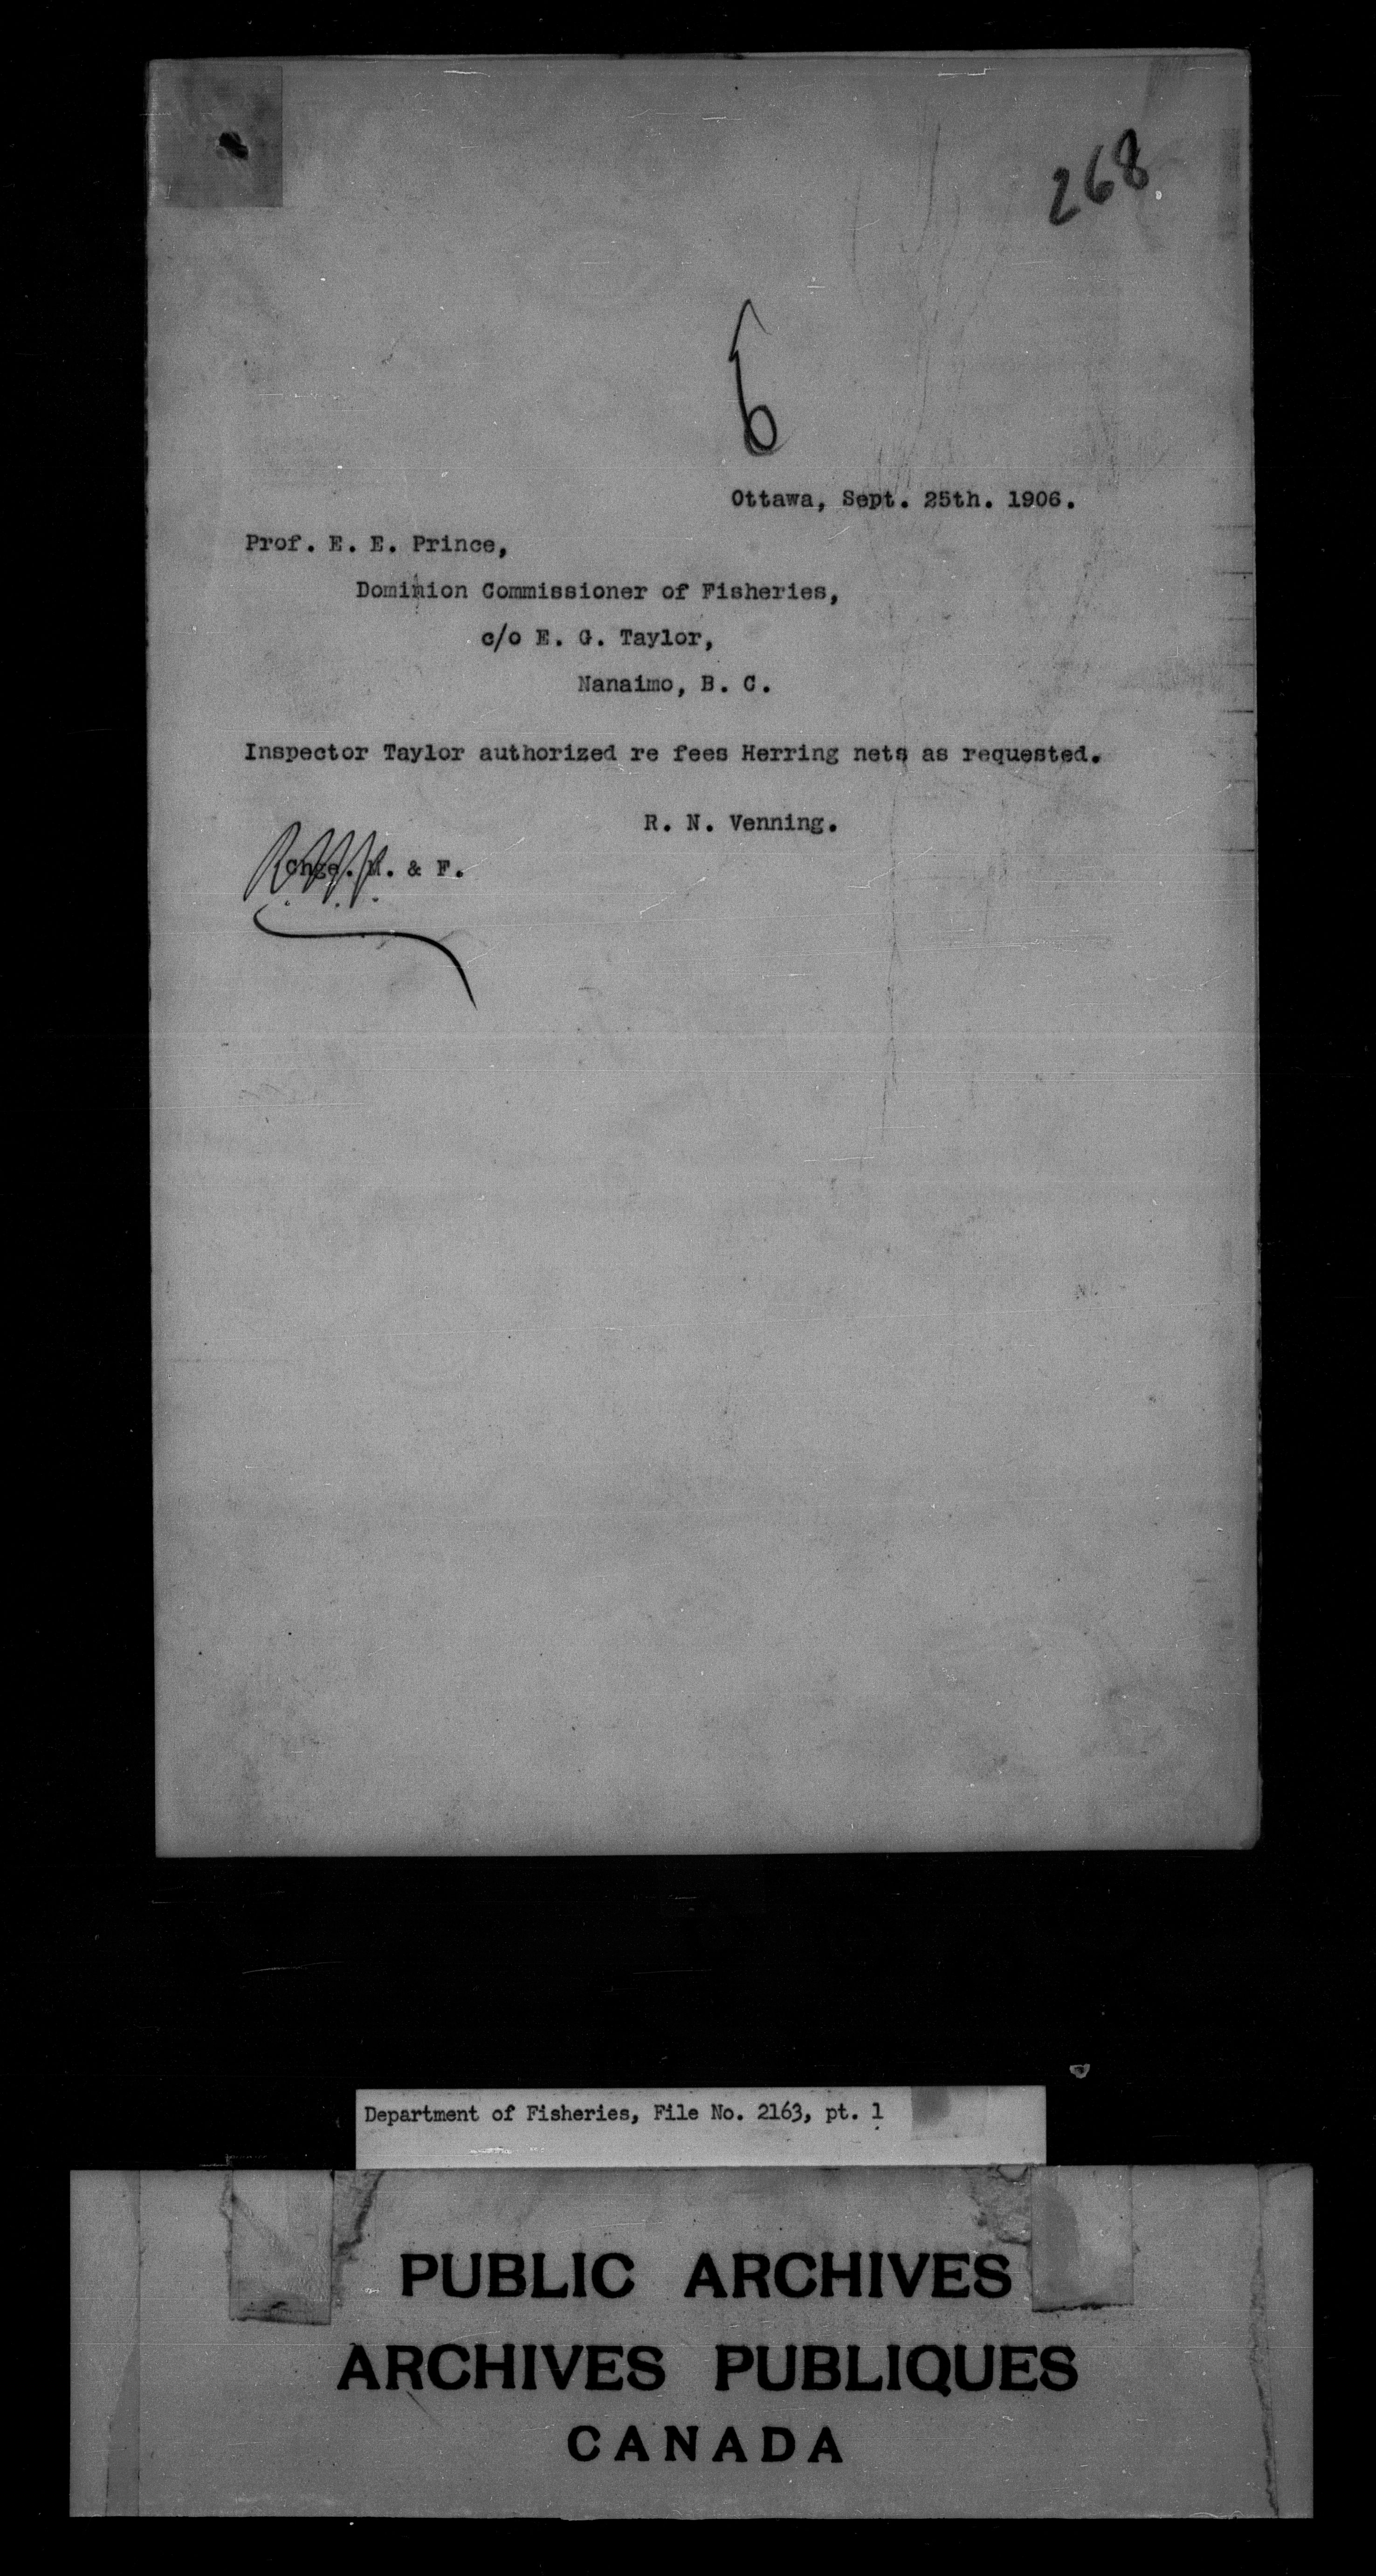 268
6
Ottawa, Sept. 25th. 1906.
Prof. E. E. Prince,
Dominion Commissioner of Fisheries,
c/o E. G. Taylor,
Nanaimo, B. C.
Inspector Taylor authorized re fees Herring nets as requested.
R. N. Venning.
Chge. M. & F.
Department of Fisheries, File No. 2163, pt. 1
PUBLIC ARCHIVES
ARCHIVES PUBLIQUES
CANADA